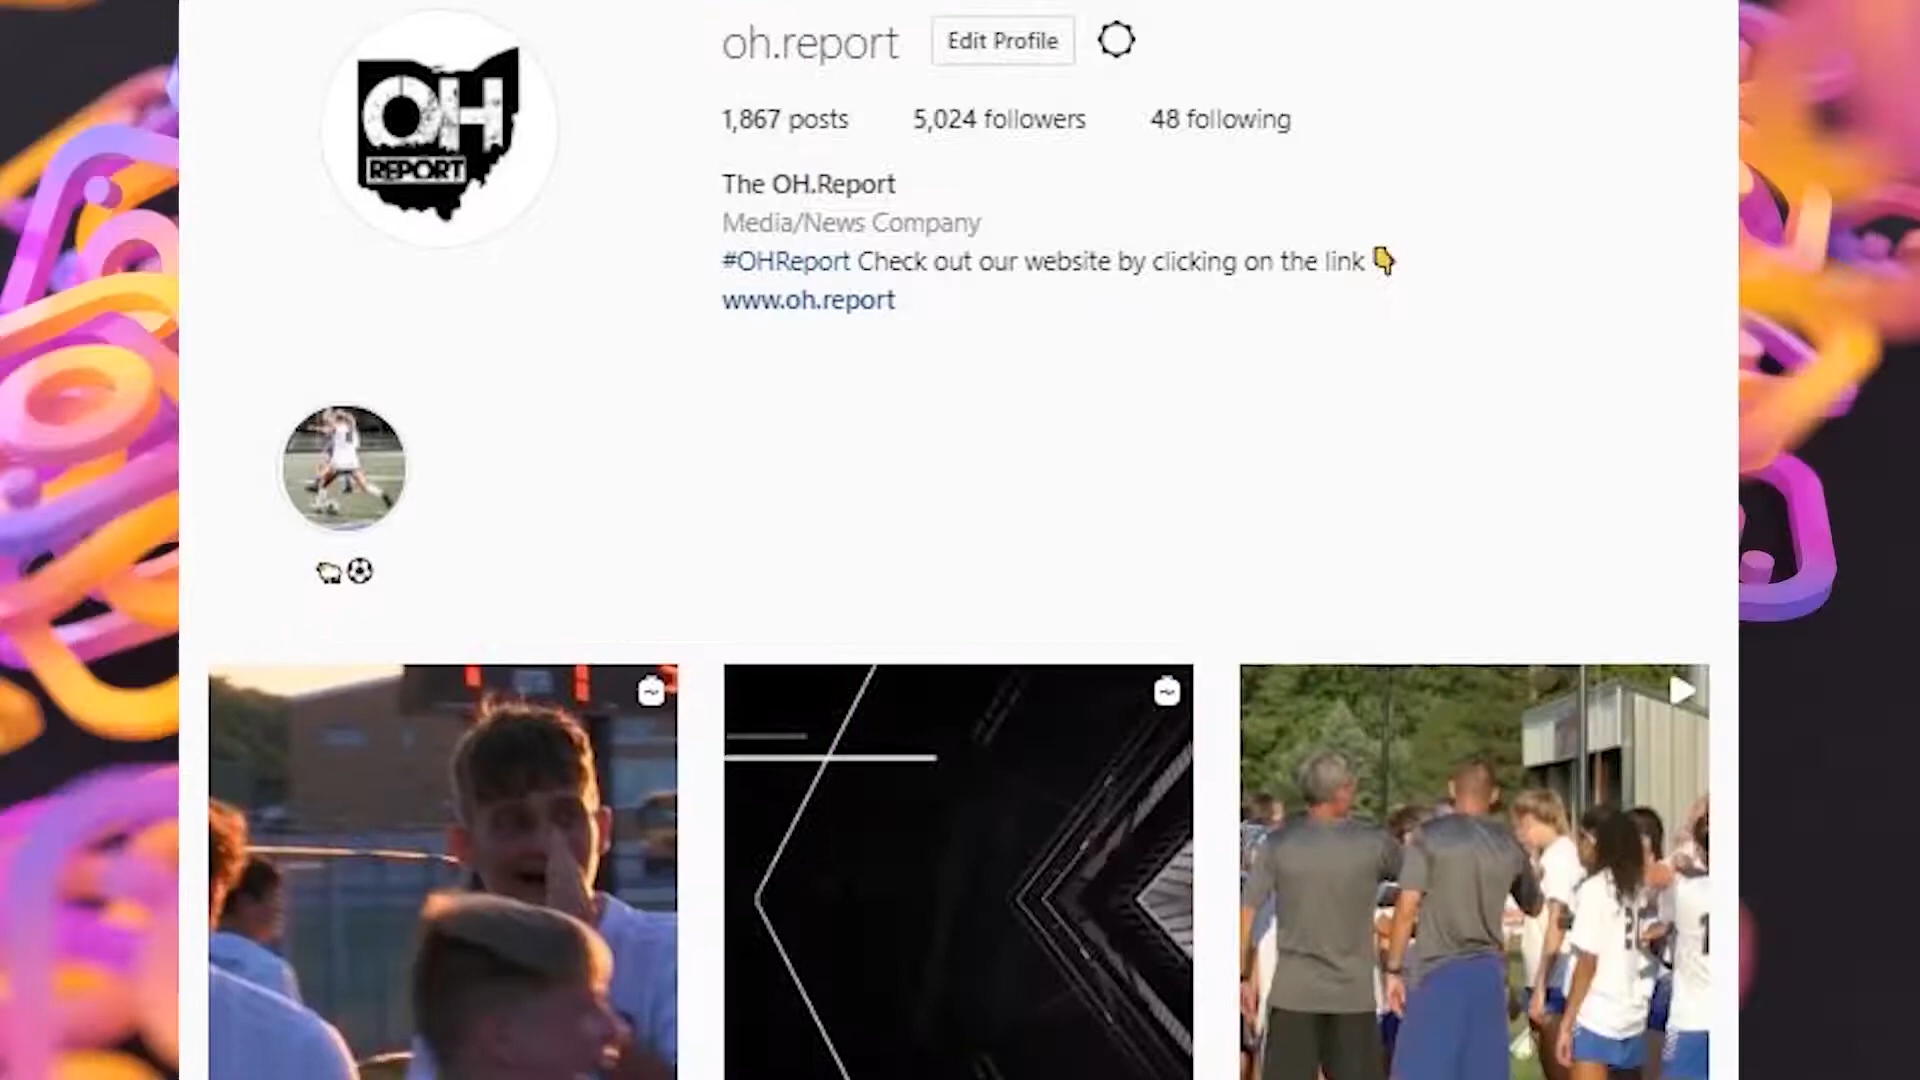 OH
REPORT
oh.report
Edit Profile
1,867 posts
5,024 followers
48 following
The OH.Report
Media/News Company
#OHReport Check out our website by clicking on the link 👇
www.oh.report
🐑⚽